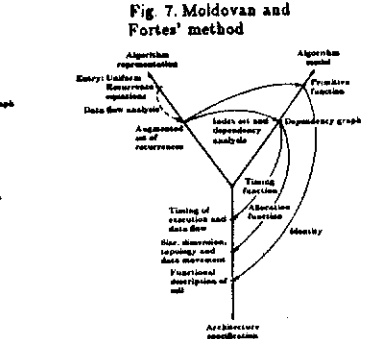 Fig. 7. Moldovan and
Fortes' method
Algorithm
representation
Algorithm
model
Entry: Uniform
Recurrence
equations
Primitive
function
Data flow analysis
Augmented
set of
recurrences
Index set and
dependency
analysis
Dependency graph
Timing
function
Timing of
execution and
data flow
Allocation
function
Identity
Size, dimension,
topology and
data movement
Functional
description of
cell
Architecture
specification